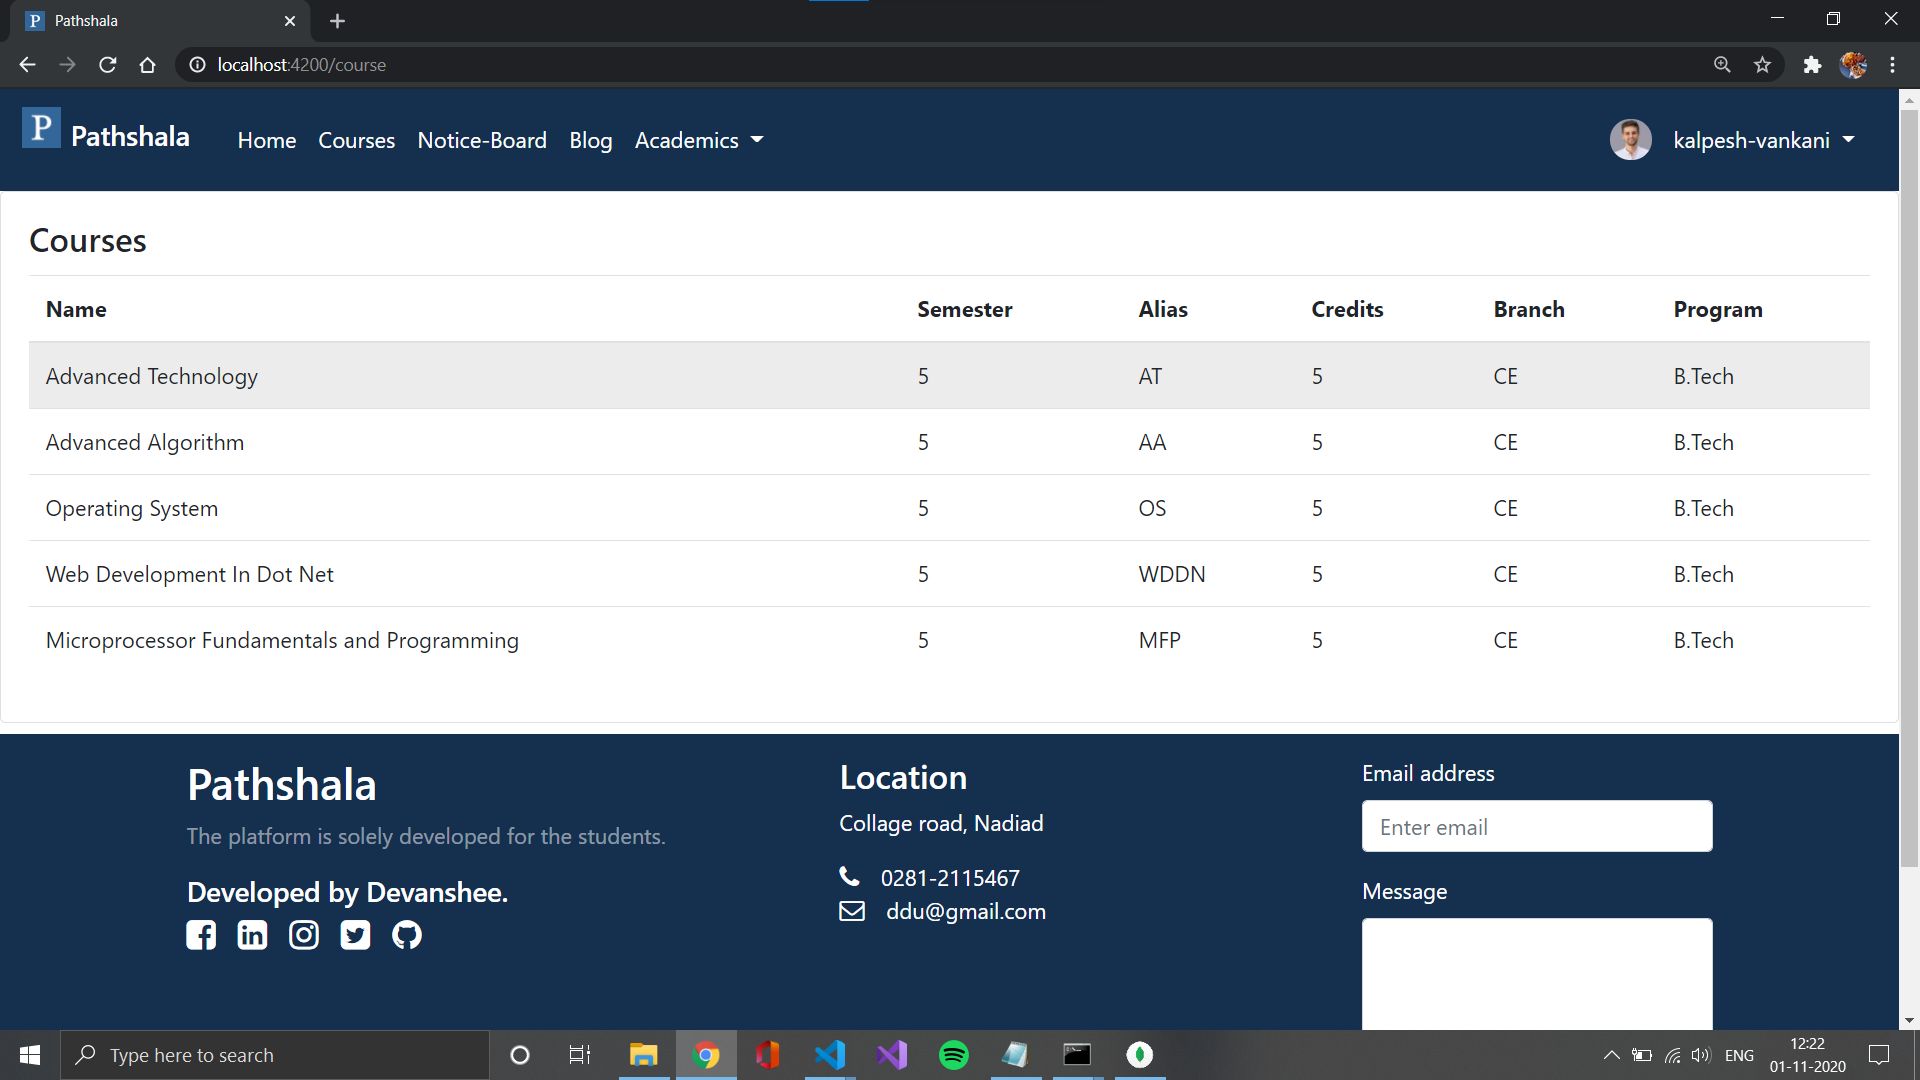 P Pathshala
localhost:4200/course
P Pathshala Home Courses Notice-Board Blog Academics kalpesh-vankani
Courses
Name Semester Alias Credits Branch Program
Advanced Technology 5 AT 5 CE B.Tech
Advanced Algorithm 5 AA 5 CE B.Tech
Operating System 5 OS 5 CE B.Tech
Web Development In Dot Net 5 WDDN 5 CE B.Tech
Microprocessor Fundamentals and Programming 5 MFP 5 CE B.Tech
Pathshala
The platform is solely developed for the students.
Developed by Devanshee.
Location
Collage road, Nadiad
0281-2115467
ddu@gmail.com
Email address
Enter email
Message
Type here to search
ENG
12:22
01-11-2020